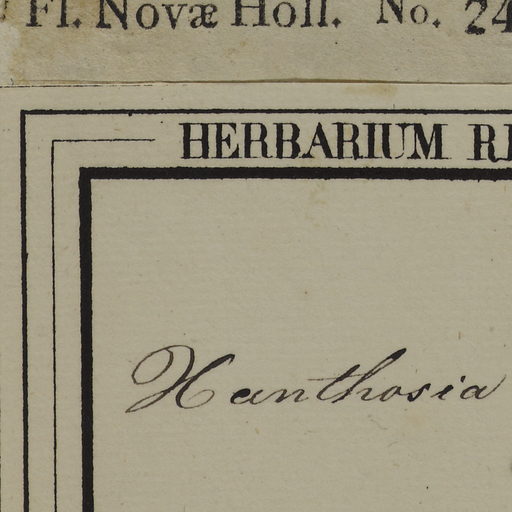 Fl. Novæ Holl. No. 24
HERBARIUM
Xanthosia